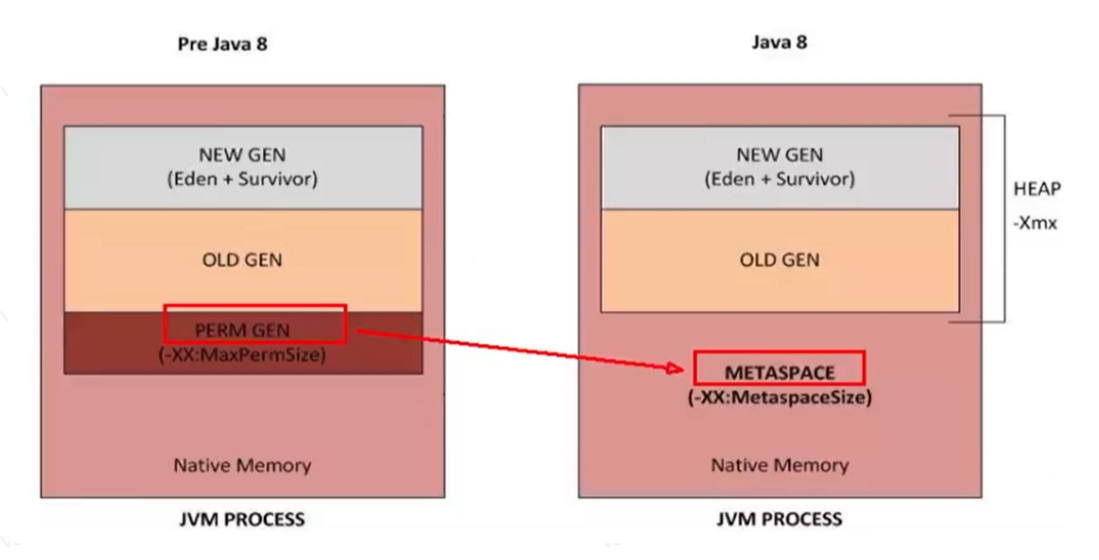 Pre Java 8
NEW GEN
(Eden + Survivor)
OLD GEN
PERM GEN
(-XX:MaxPermSize)
Native Memory
JVM PROCESS
Java 8
NEW GEN
(Eden + Survivor)
OLD GEN
HEAP
-Xmx
METASPACE
(-XX:MetaspaceSize)
Native Memory
JVM PROCESS